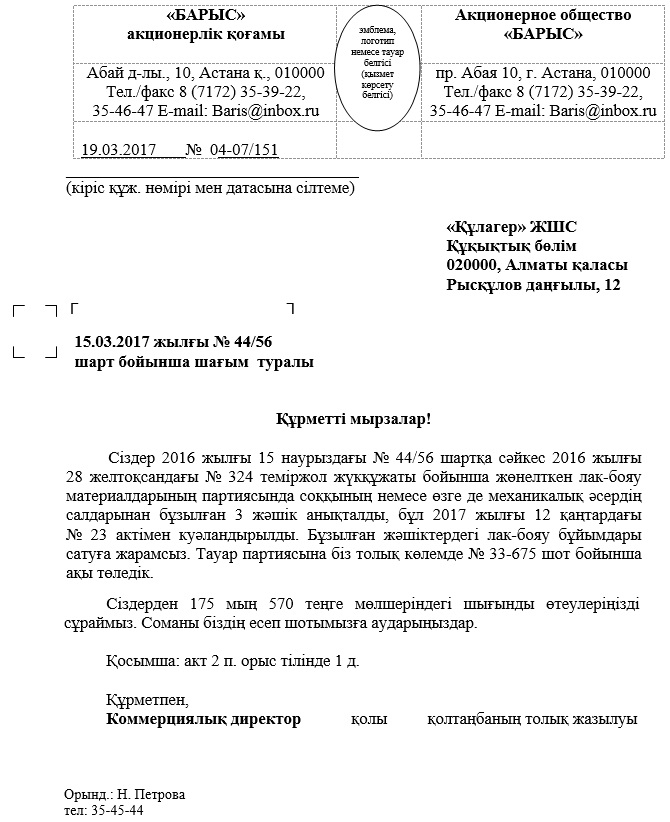 «БАРЫС»
акционерлік қоғамы
Абай д-лы., 10, Астана қ., 010000
Тел./факс 8 (7172) 35-39-22,
35-46-47 E-mail: Baris@inbox.ru
19.03.2017 № 04-07/151
эмблема,
логотип
немесе тауар
белгісі
(қызмет
көрсету
белгісі)
Акционерное общество
«БАРЫС»
пр. Абая 10, г. Астана, 010000
Тел./факс 8 (7172) 35-39-22,
35-46-47 E-mail: Baris@inbox.ru
(кіріс құж. нөмірі мен датасына сілтеме)
«Құлагер» ЖШС
Құқықтық бөлім
020000, Алматы қаласы
Рысқұлов даңғылы, 12
15.03.2017 жылғы № 44/56
шарт бойынша шағым туралы
Құрметті мырзалар!
Сіздер 2016 жылғы 15 наурыздағы № 44/56 шартқа сәйкес 2016 жылғы
28 желтоқсандағы № 324 теміржол жүкқұжаты бойынша жөнелткен лак-бояу
материалдарының партиясында соққының немесе өзге де механикалық әсердің
салдарынан бұзылған 3 жәшік анықталды, бұл 2017 жылғы 12 қаңтардағы
№ 23 актімен куәландырылды. Бұзылған жәшіктердегі лак-бояу бұйымдары
сатуға жарамсыз. Тауар партиясына біз толық көлемде № 33-675 шот бойынша
ақы төледік.
Сіздерден 175 мың 570 теңге мөлшеріндегі шығынды өтеулеріңізді
сұраймыз. Соманы біздің есеп шотымызға аударыңыздар.
Қосымша: акт 2 п. орыс тілінде 1 д.
Құрметпен,
Коммерциялық директор қолы қолтаңбаның толық жазылуы
Орынд.: Н. Петрова
тел: 35-45-44